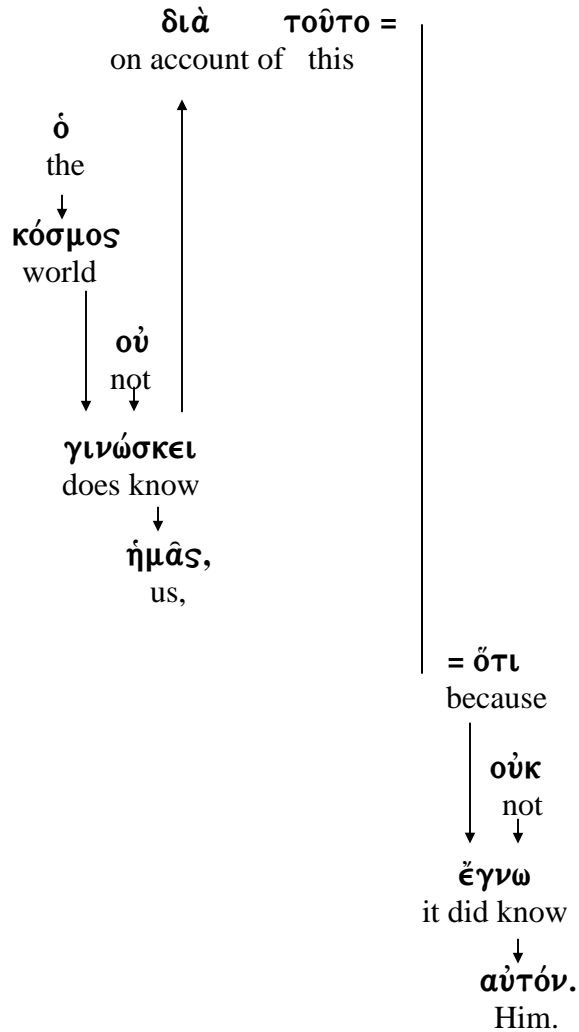 διὰ τοῦτο =
on account of this
ὁ
the
κόσμος
world
οὐ
not
γινώσκει
does know
ἡμᾶς,
us,
= ὅτι
because
οὐκ
not
ἔγνω
it did know
αὐτόν.
Him.